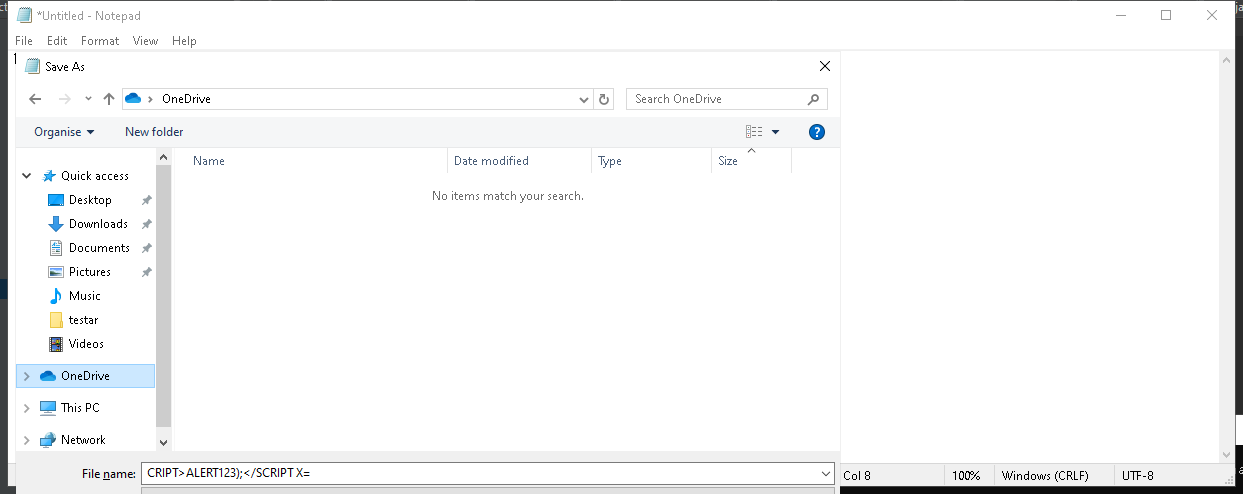 *Untitled - Notepad
File Edit Format View Help
Save As
OneDrive
Search OneDrive
Organise
New folder
Name
Date modified
Type
Size
No items match your search.
Quick access
Desktop
Downloads
Documents
Pictures
Music
testar
Videos
OneDrive
This PC
Network
File name: CRIPT>ALERT123);</SCRIPT X=
Col 8
100%
Windows (CRLF)
UTF-8